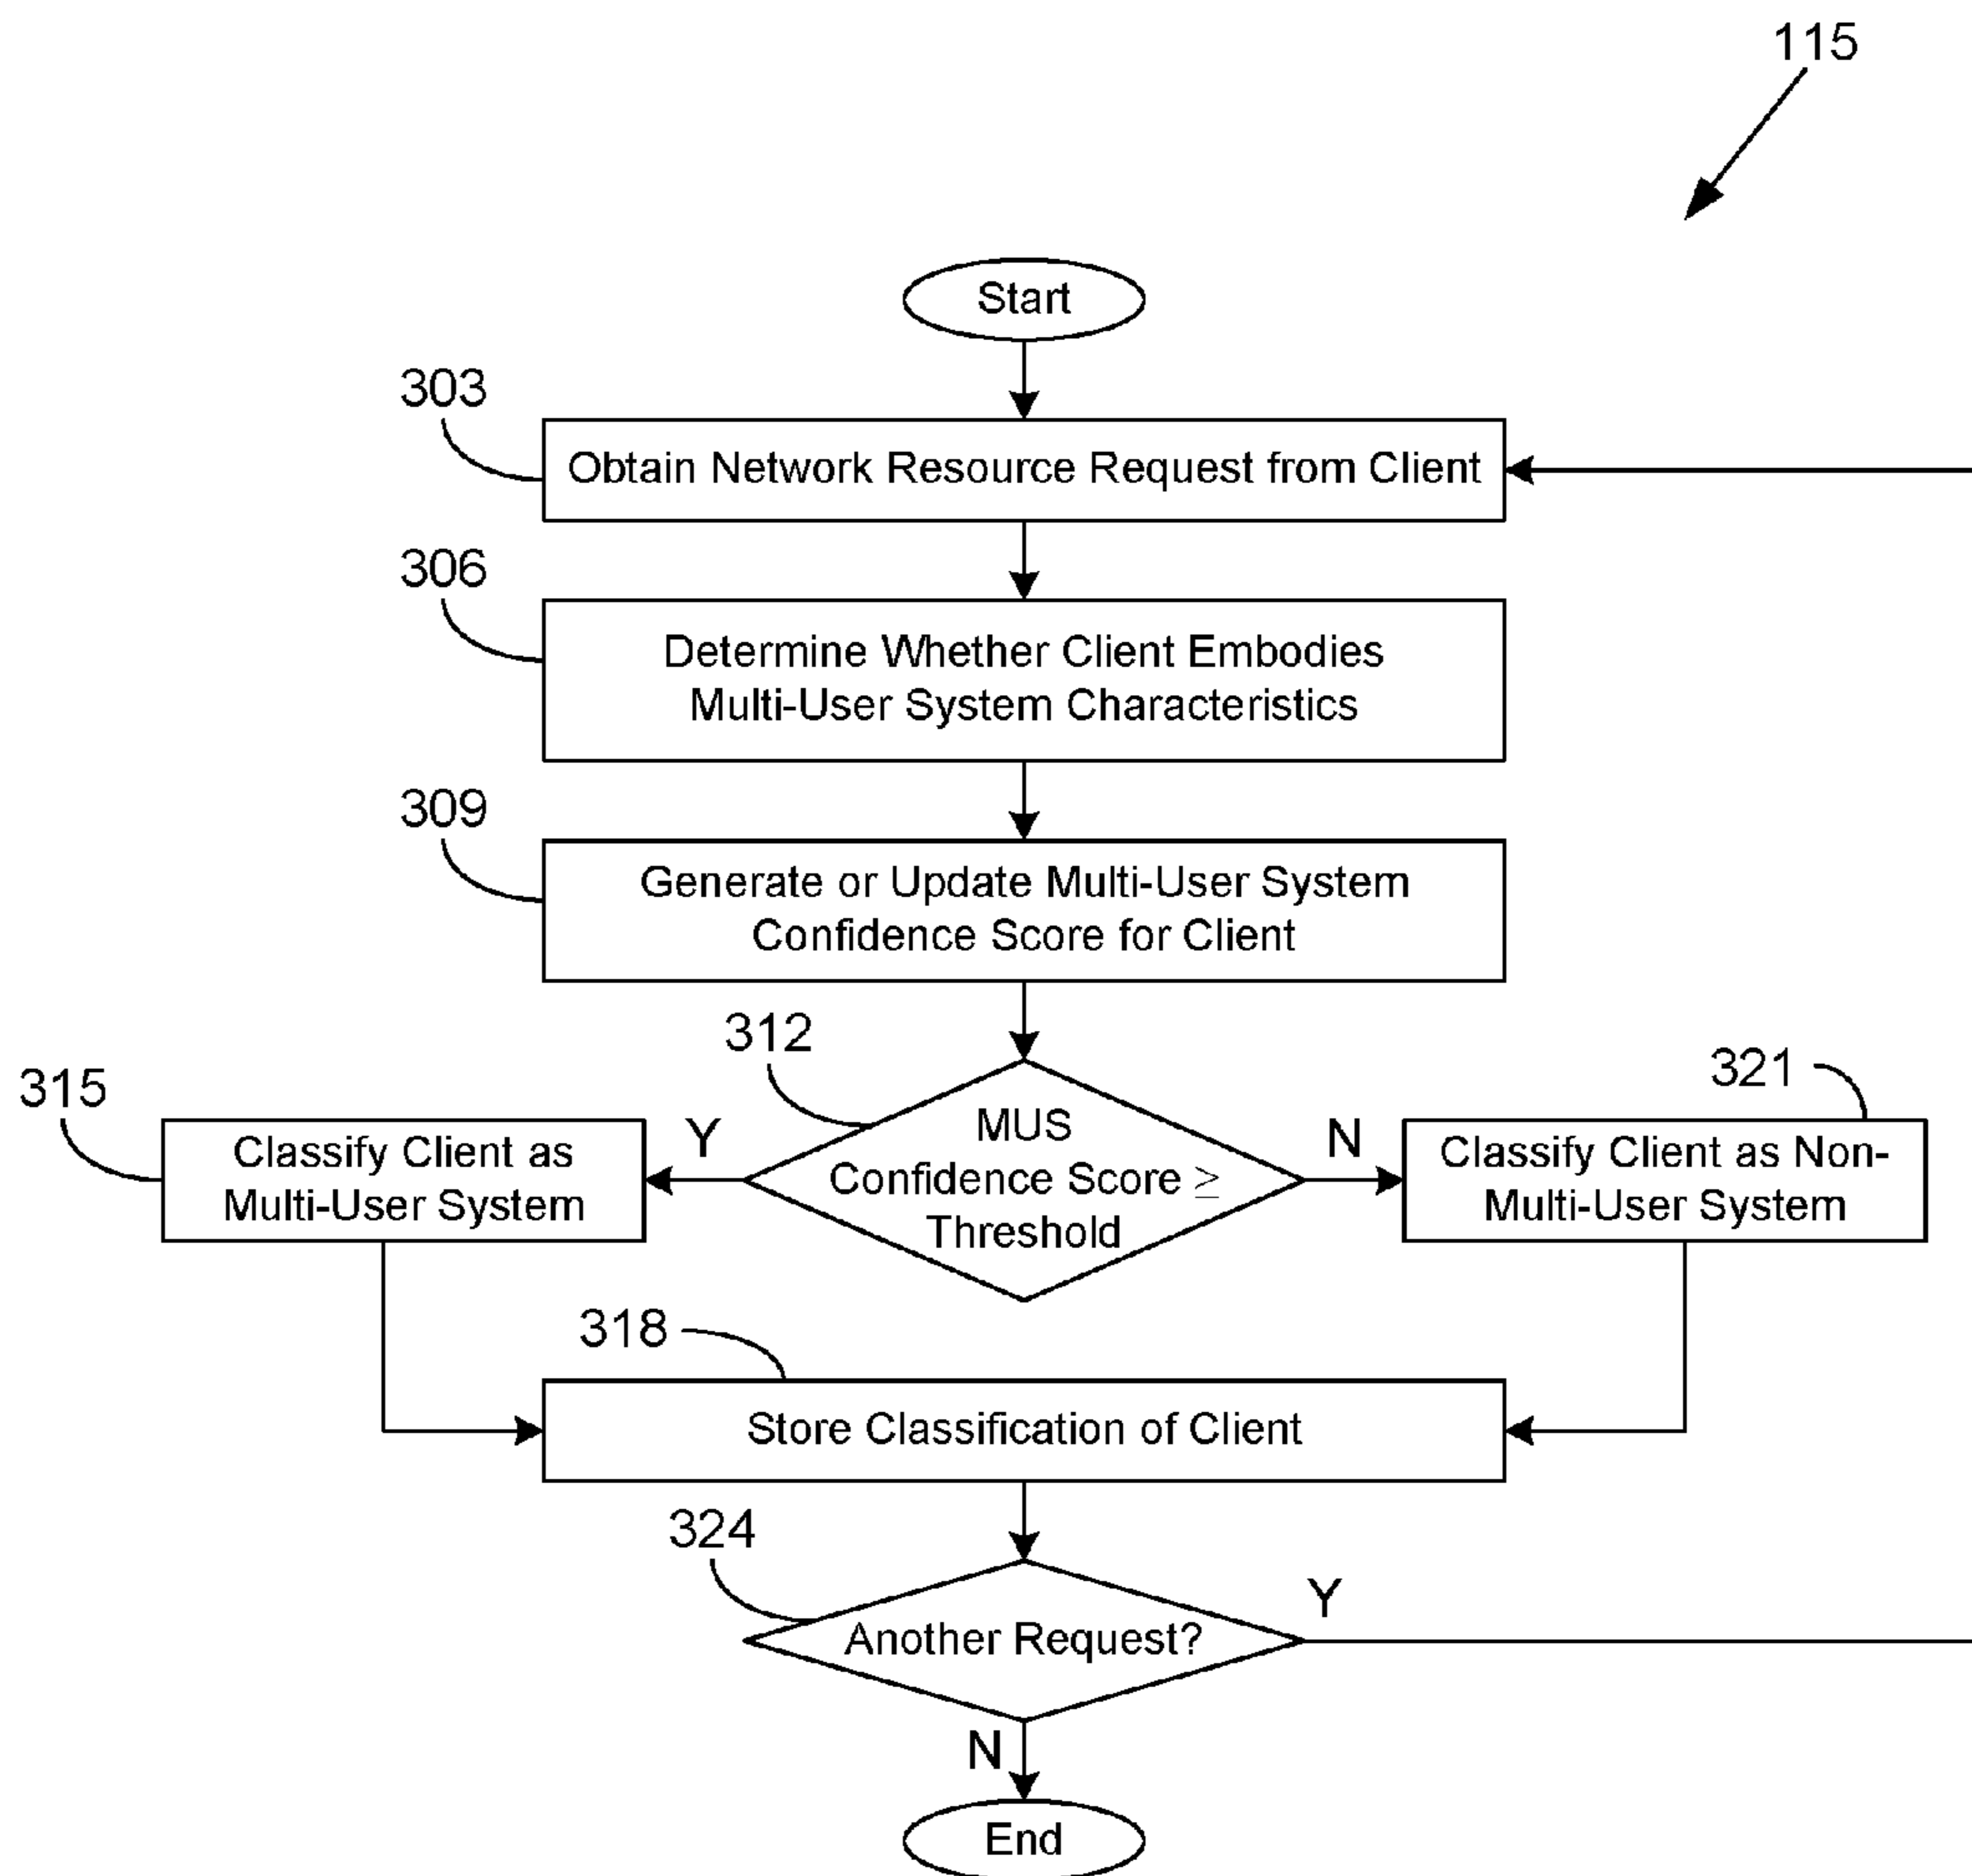 115
Start
303
Obtain Network Resource Request from Client
306
Determine Whether Client Embodies
Multi-User System Characteristics
309
Generate or Update Multi-User System
Confidence Score for Client
312
MUS
Confidence Score ≥
Threshold
Y
N
315
Classify Client as
Multi-User System
321
Classify Client as Non-
Multi-User System
318
Store Classification of Client
324
Another Request?
Y
N
End